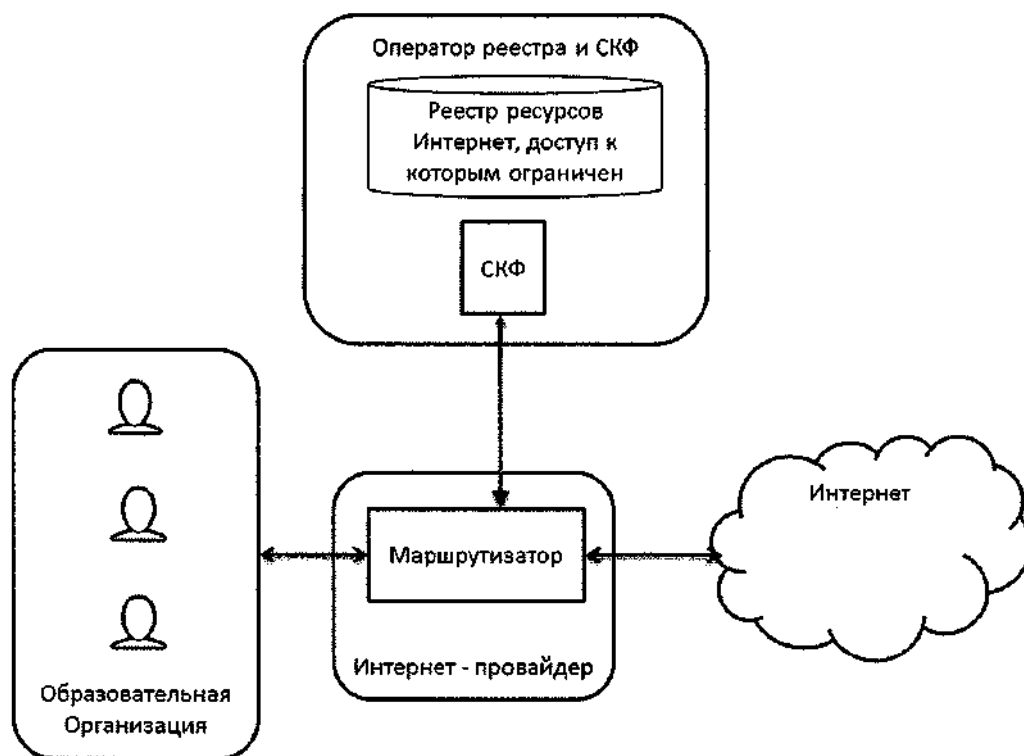 Оператор реестра и СКФ
Реестр ресурсов
Интернет, доступ к
которым ограничен
СКФ
Интернет
Маршрутизатор
Интернет - провайдер
Образовательная
Организация